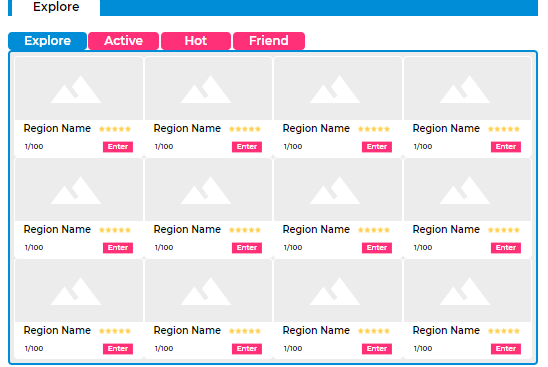 Explore
Explore Active Hot Friend
Region Name Region Name Region Name Region Name
1/100 Enter 1/100 Enter 1/100 Enter 1/100 Enter
Region Name Region Name Region Name Region Name
1/100 Enter 1/100 Enter 1/100 Enter 1/100 Enter
Region Name Region Name Region Name Region Name
1/100 Enter 1/100 Enter 1/100 Enter 1/100 Enter